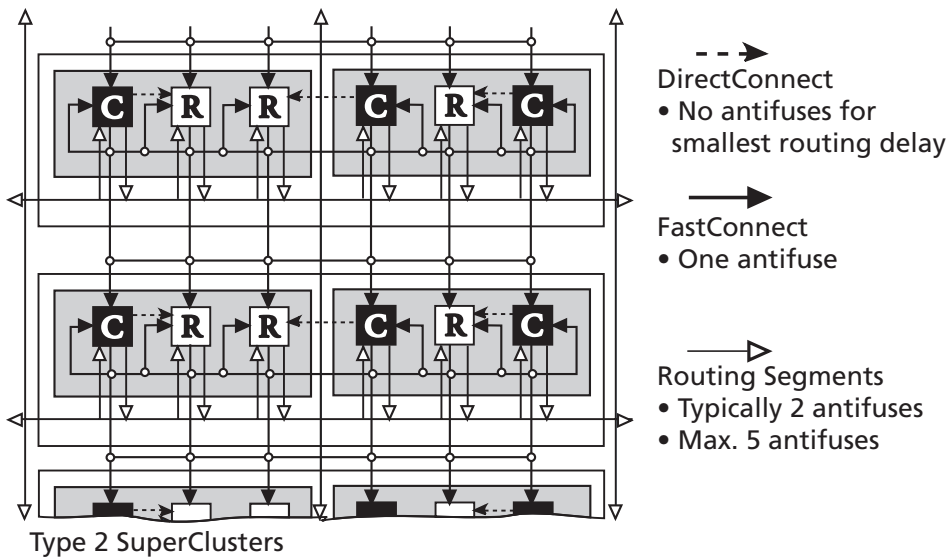 C R R C R C
C R R C R C
DirectConnect
• No antifuses for
smallest routing delay
FastConnect
• One antifuse
Routing Segments
• Typically 2 antifuses
• Max. 5 antifuses
Type 2 SuperClusters